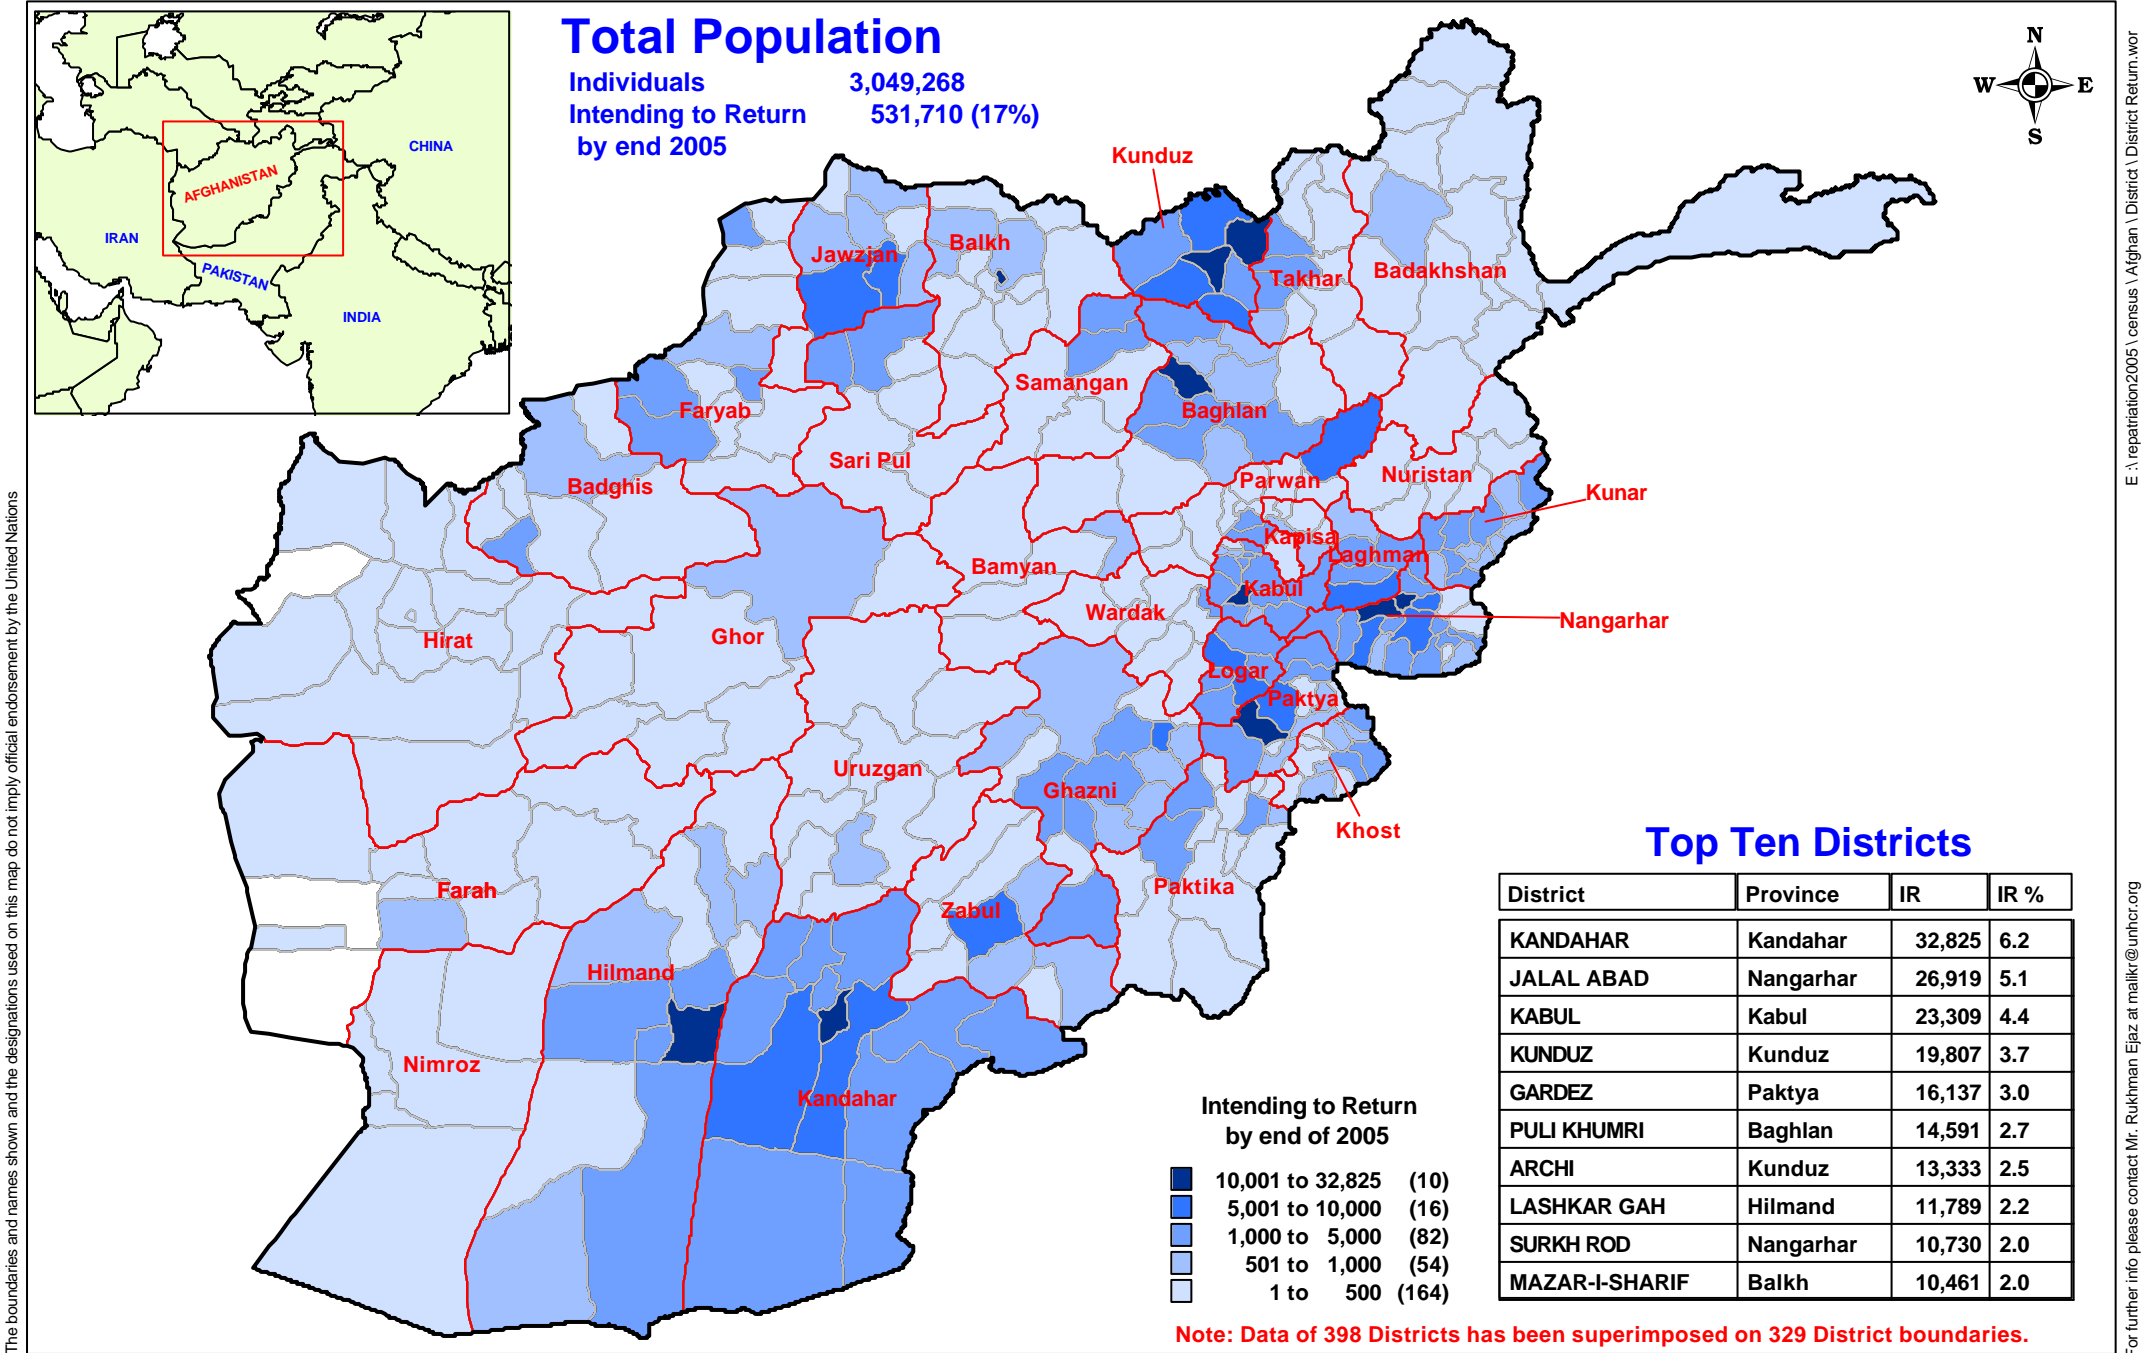 Total Population
Individuals 3,049,268
Intending to Return 531,710 (17%)
by end 2005
N
W E
S
CHINA
AFGHANISTAN
IRAN
PAKISTAN
INDIA
Kunduz
Jawzjan
Balkh
Takhar
Badakhshan
Samangan
Faryab
Baghlan
Sari Pul
Badghis
Parwan
Nuristan
Kunar
Kapisa
Laghman
Bamyan
Kabul
Wardak
Nangarhar
Hirat
Ghor
Logar
Paktya
Uruzgan
Ghazni
Khost
Farah
Zabul
Paktika
Hilmand
Nimroz
Kandahar
Intending to Return
by end of 2005
10,001 to 32,825 (10)
5,001 to 10,000 (16)
1,000 to 5,000 (82)
501 to 1,000 (54)
1 to 500 (164)
Top Ten Districts
District Province IR IR %
KANDAHAR Kandahar 32,825 6.2
JALAL ABAD Nangarhar 26,919 5.1
KABUL Kabul 23,309 4.4
KUNDUZ Kunduz 19,807 3.7
GARDEZ Paktya 16,137 3.0
PULI KHUMRI Baghlan 14,591 2.7
ARCHI Kunduz 13,333 2.5
LASHKAR GAH Hilmand 11,789 2.2
SURKH ROD Nangarhar 10,730 2.0
MAZAR-I-SHARIF Balkh 10,461 2.0
Note: Data of 398 Districts has been superimposed on 329 District boundaries.
The boundaries and names shown and the designations used on this map do not imply official endorsement by the United Nations
E :\ repatriation2005 \ census \ Afghan \ District \ District Return.wor
For further info please contact Mr. Rukhman Ejaz at malikr@unhcr.org